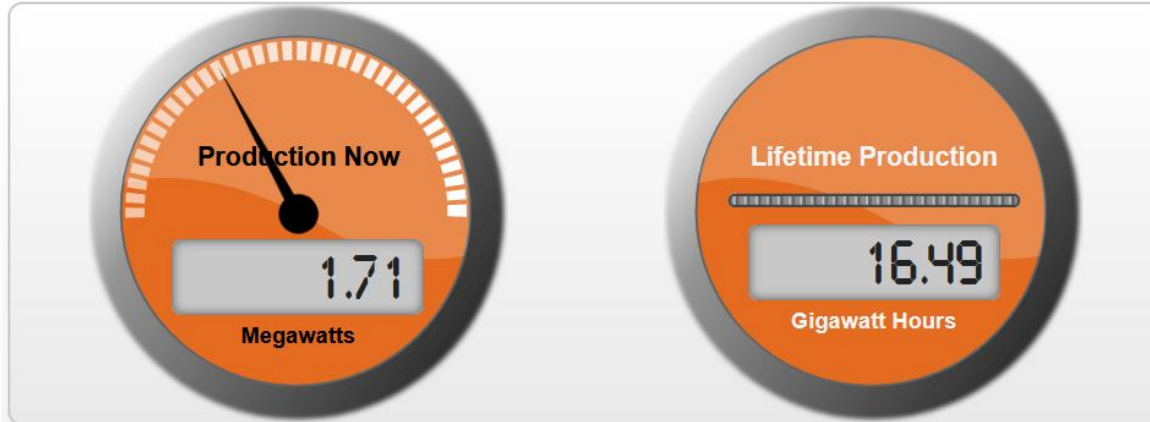 Production Now
1.71
Megawatts
Lifetime Production
16.49
Gigawatt Hours